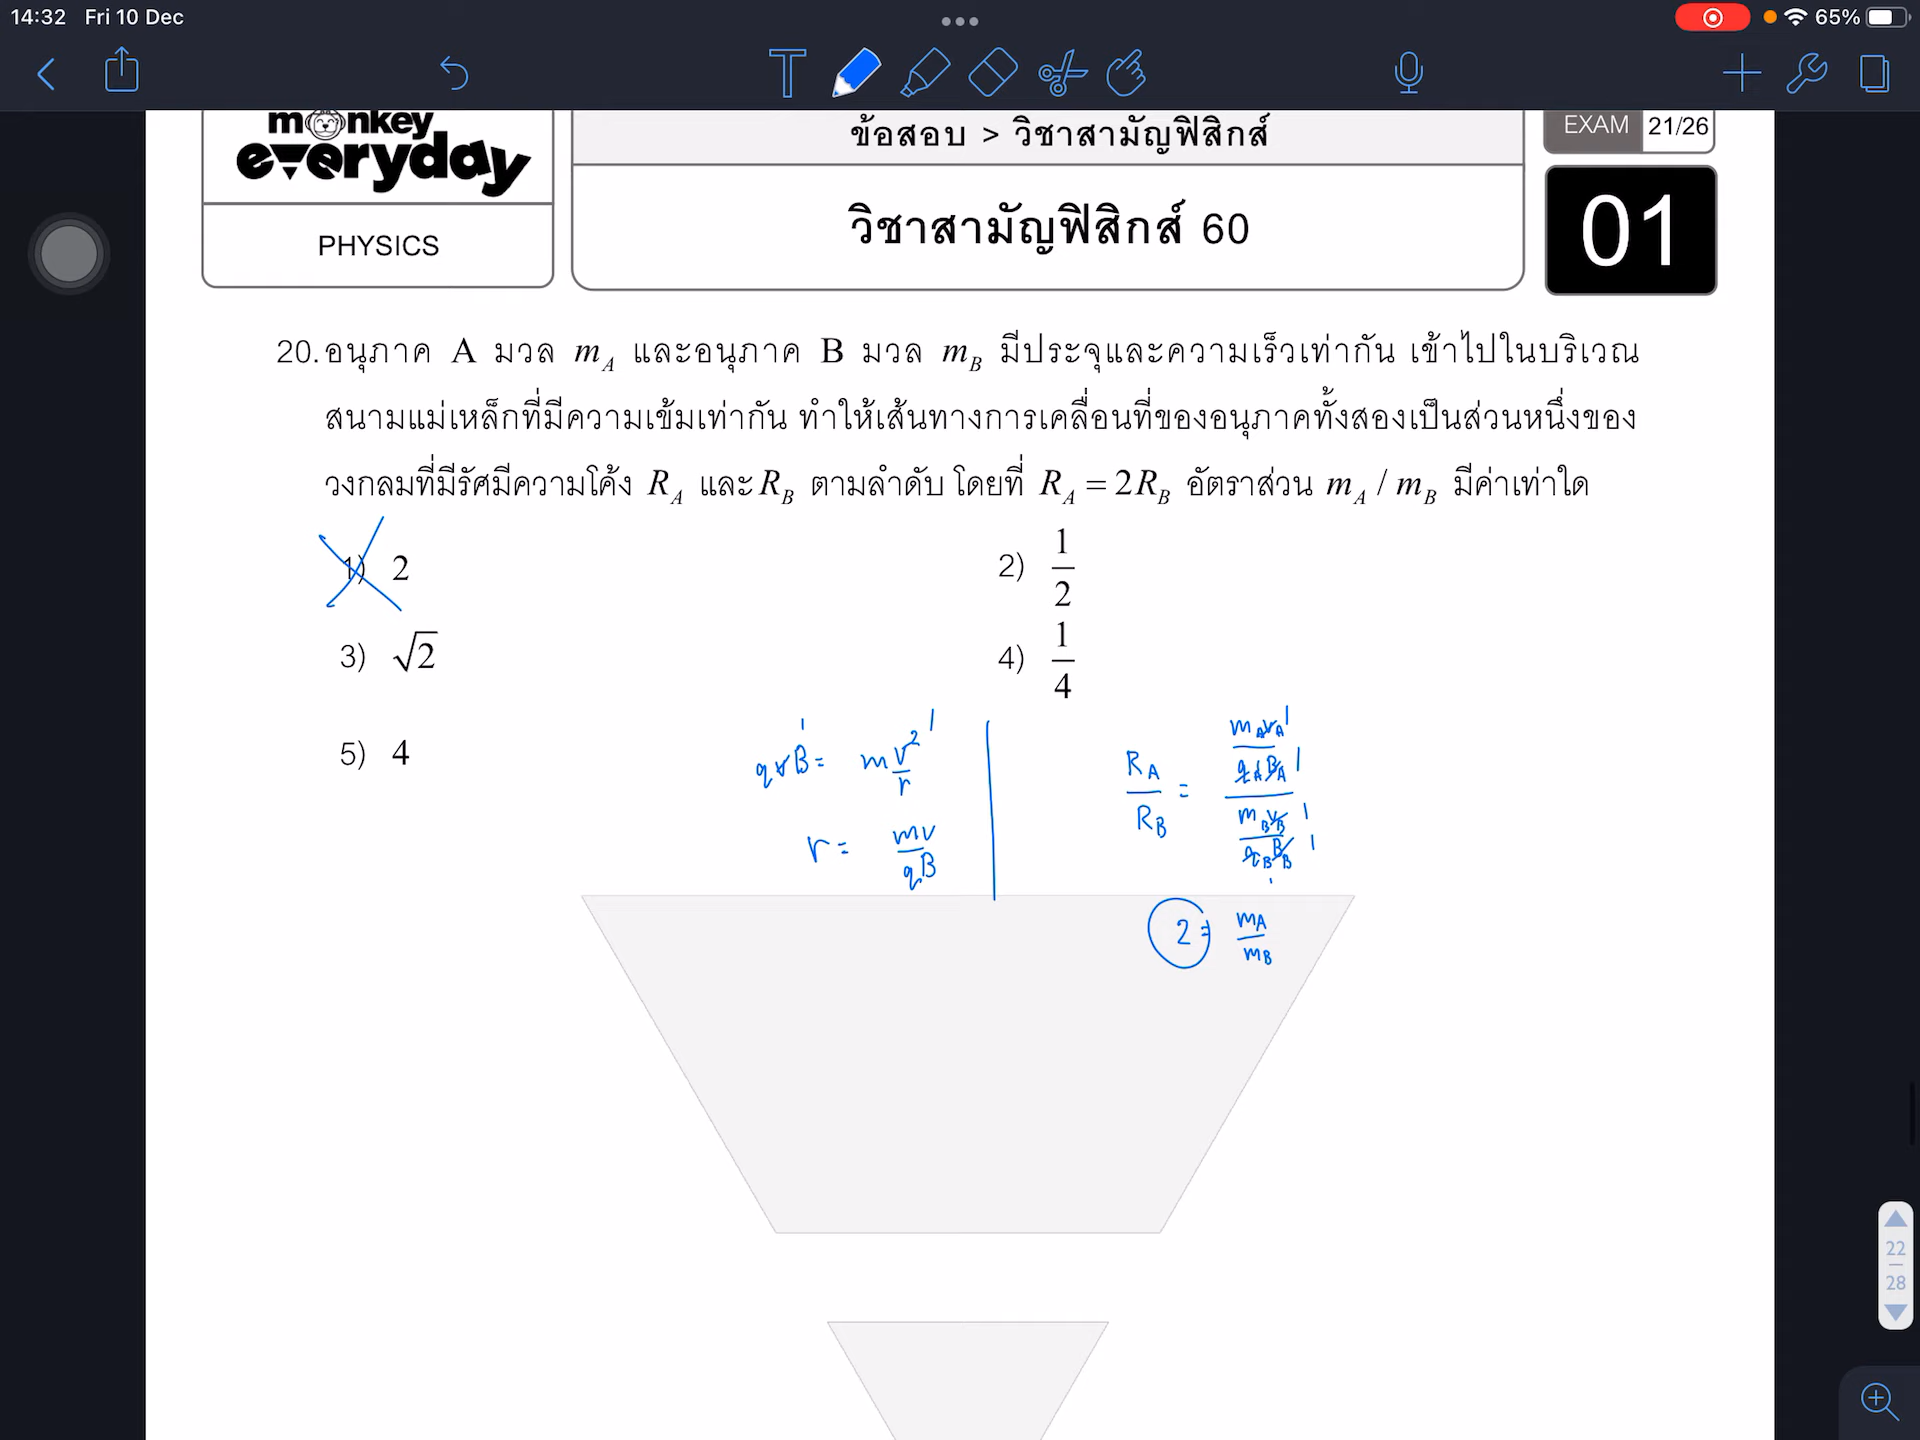 14:32 Fri 10 Dec
65%
monkey
everyday
PHYSICS
ข้อสอบ > วิชาสามัญฟิสิกส์
วิชาสามัญฟิสิกส์ 60
EXAM 21/26
01
20. อนุภาค A มวล m_A และอนุภาค B มวล m_B มีประจุและความเร็วเท่ากัน เข้าไปในบริเวณ
สนามแม่เหล็กที่มีความเข้มเท่ากัน ทำให้เส้นทางการเคลื่อนที่ของอนุภาคทั้งสองเป็นส่วนหนึ่งของ
วงกลมที่มีรัศมีความโค้ง R_A และ R_B ตามลำดับ โดยที่ R_A = 2R_B อัตราส่วน m_A / m_B มีค่าเท่าใด
1) 2
2) 1/2
3) √2
4) 1/4
5) 4
qvB = m v²/r
r = mv/qB
R_A/R_B = (m_A v_A / q_A B_A) / (m_B v_B / q_B B_B)
2 = m_A/m_B
22
28